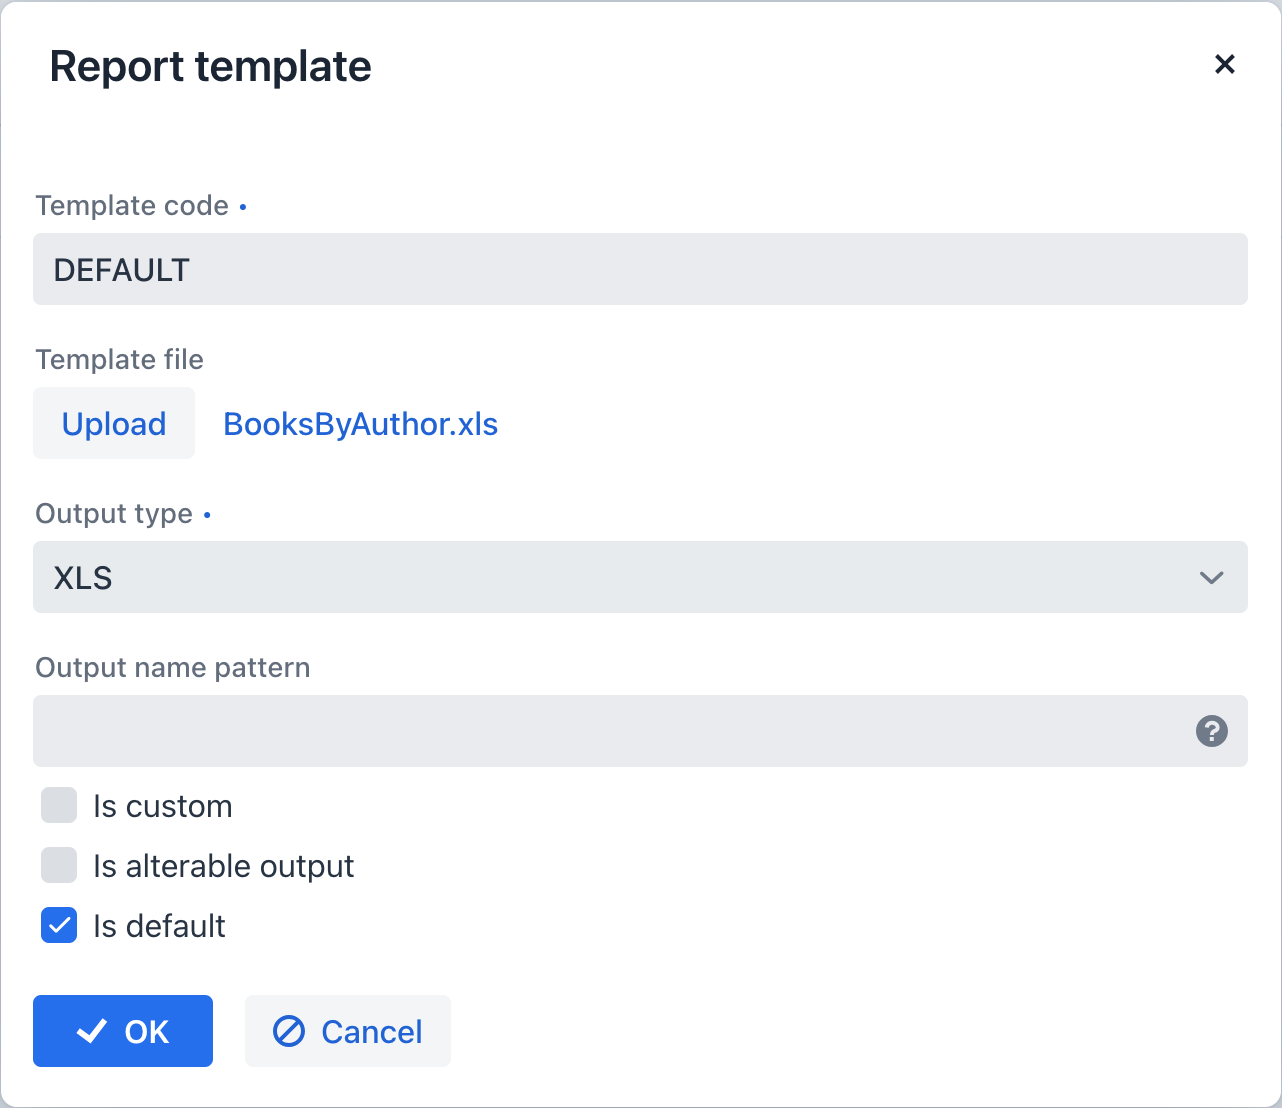 Report template
Template code •
DEFAULT
Template file
Upload BooksByAuthor.xls
Output type •
XLS
Output name pattern
?
Is custom
Is alterable output
Is default
OK Cancel